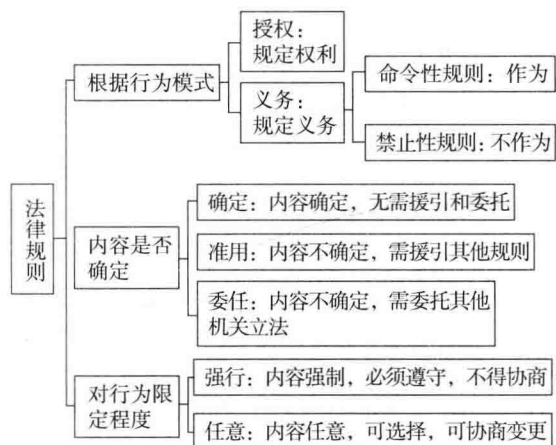 法律规则
根据行为模式
授权：
规定权利
义务：
规定义务
命令性规则：作为
禁止性规则：不作为
内容是否
确定
确定：内容确定，无需援引和委托
准用：内容不确定，需援引其他规则
委任：内容不确定，需委托其他
机关立法
对行为限
定程度
强行：内容强制，必须遵守，不得协商
任意：内容任意，可选择，可协商变更